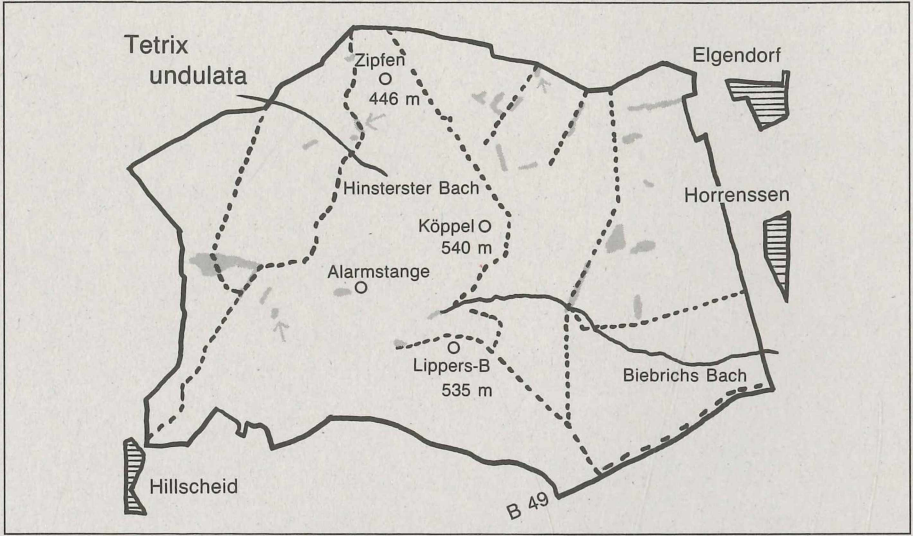 Tetrix
undulata
Zipfen
446 m
Elgendorf
Hinsterster Bach
Horrenssen
Köppel
540 m
Alarmstange
Lippers-B
535 m
Biebrichs Bach
Hillscheid
B 49